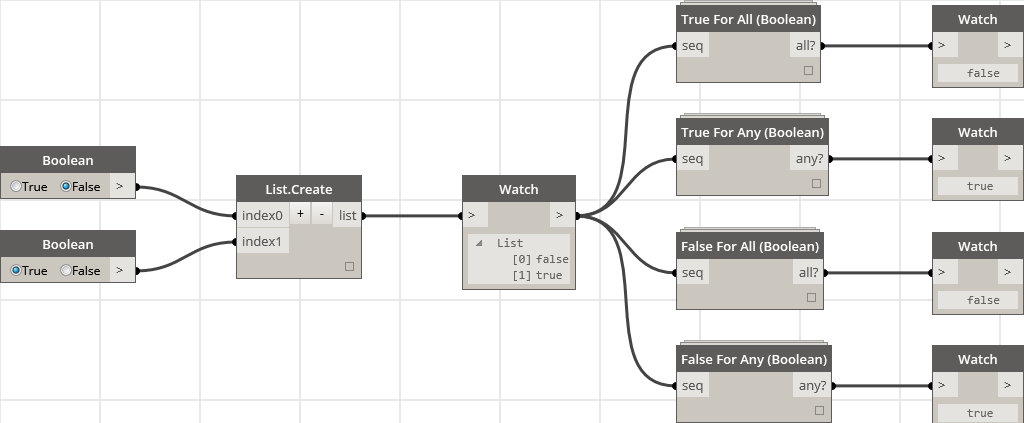 True For All (Boolean)
seq all?
Watch
> >
false
True For Any (Boolean)
seq any?
Watch
> >
true
Boolean
True False >
Boolean
True False >
List.Create
index0 + - list
index1
Watch
> >
List
[0] false
[1] true
False For All (Boolean)
seq all?
Watch
> >
false
False For Any (Boolean)
seq any?
Watch
> >
true